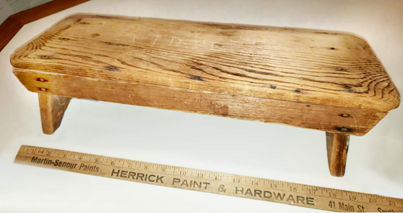 Martin-Senour Paints HERRICK PAINT & HARDWARE 41 Main St.